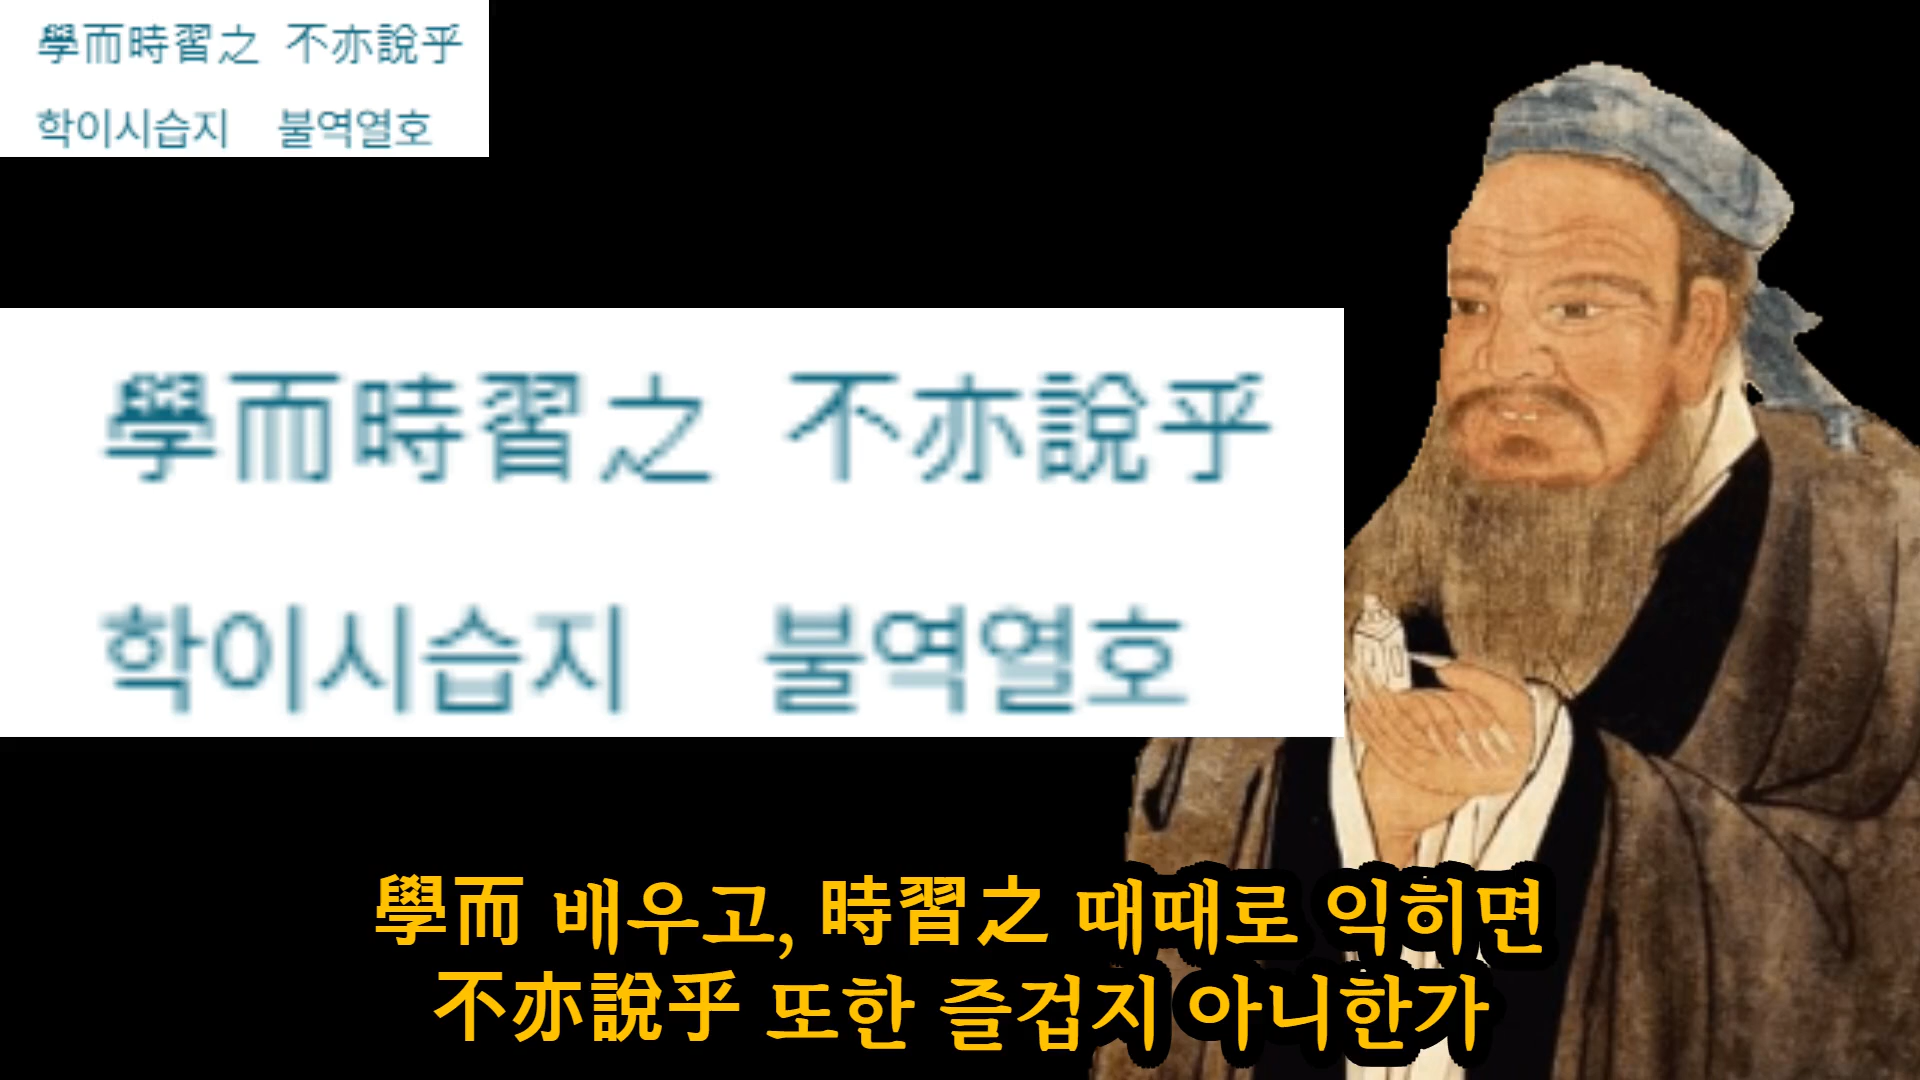 學而時習之 不亦說乎
학이시습지 불역열호
學而時習之 不亦說乎
학이시습지 불역열호
學而 배우고, 時習之 때때로 익히면
不亦說乎 또한 즐겁지 아니한가